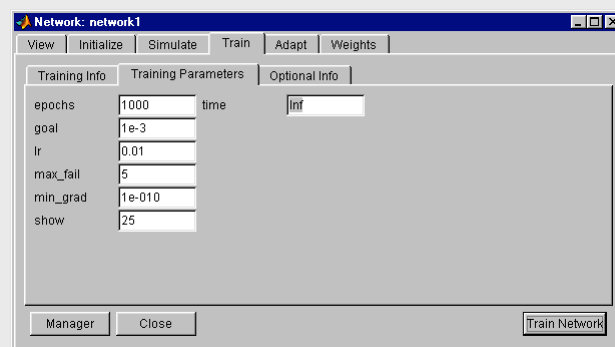 Network: network1
View Initialize Simulate Train Adapt Weights
Training Info Training Parameters Optional Info
epochs 1000 time Inf
goal 1e-3
lr 0.01
max_fail 5
min_grad 1e-010
show 25
Manager Close Train Network